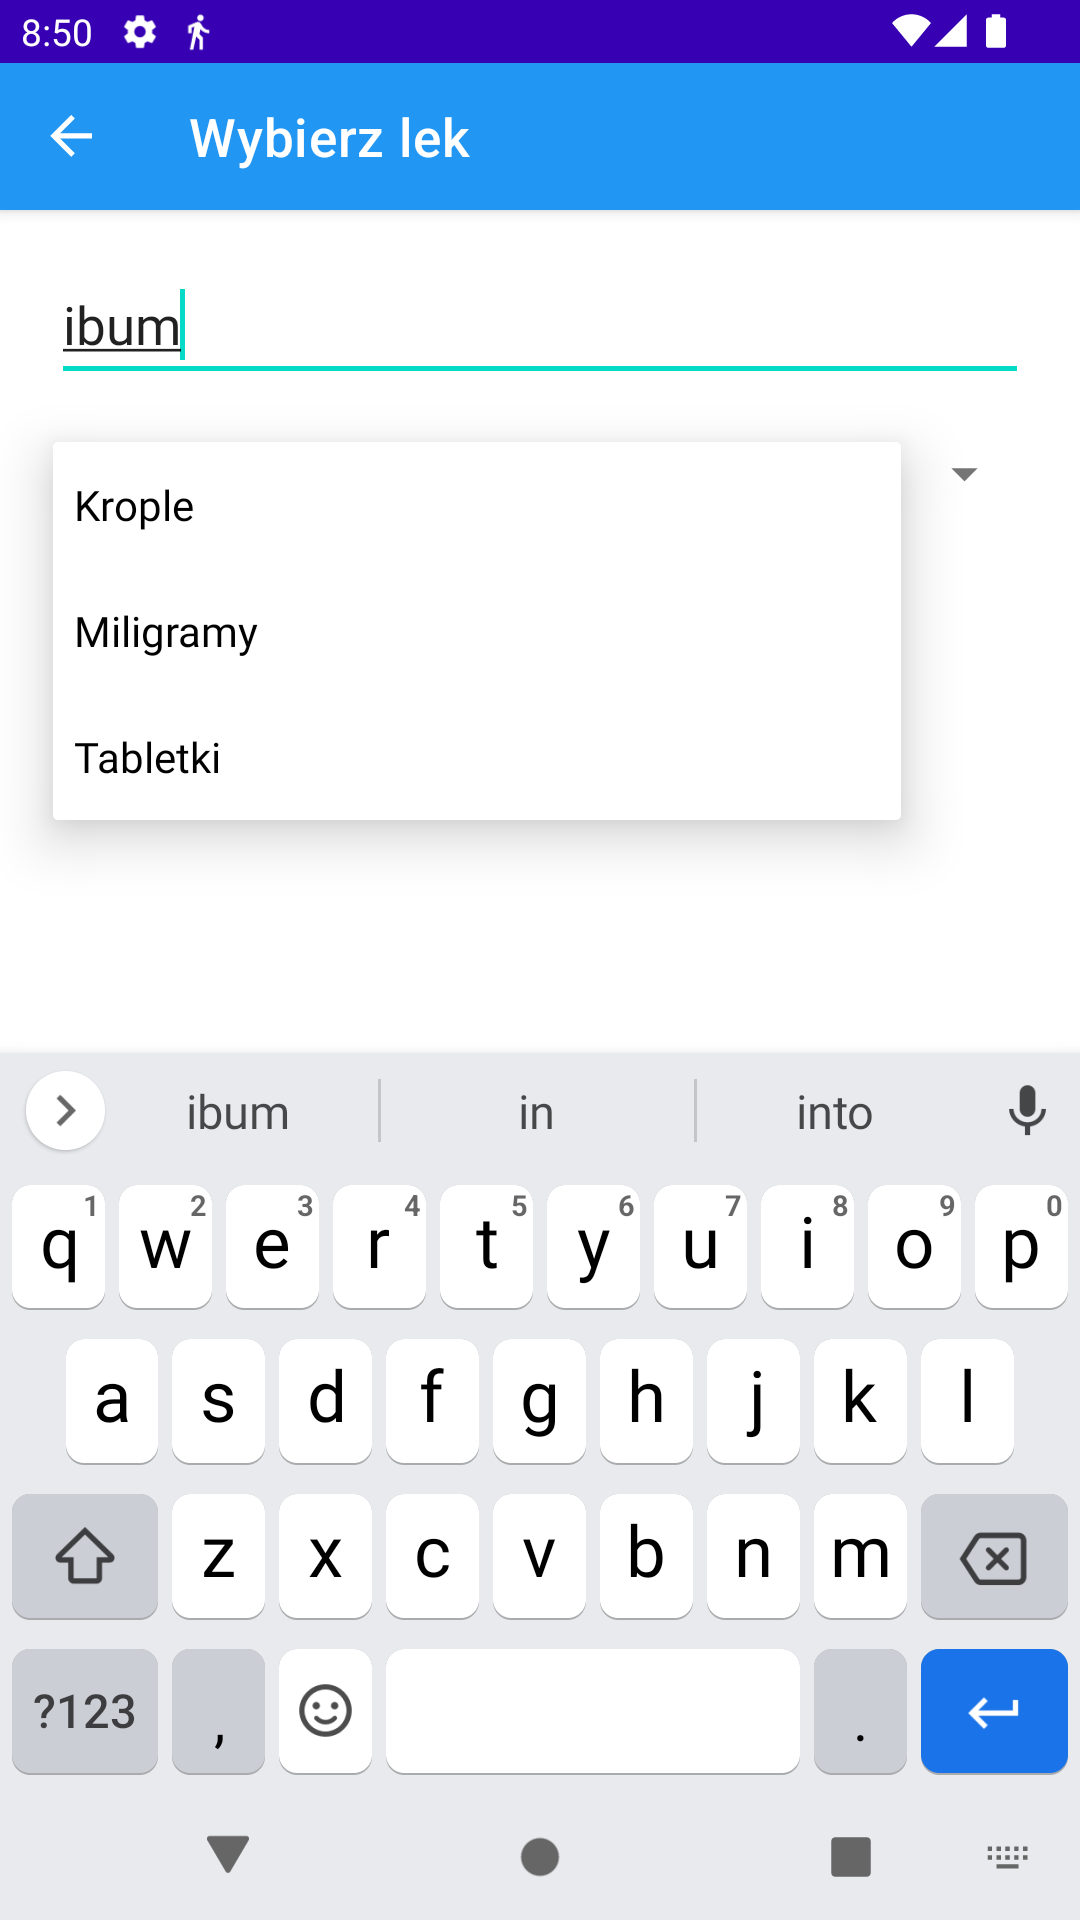 8:50
Wybierz lek
ibum
Krople
Miligramy
Tabletki
ibum in into
1 2 3 4 5 6 7 8 9 0
q w e r t y u i o p
a s d f g h j k l
z x c v b n m
?123 , .